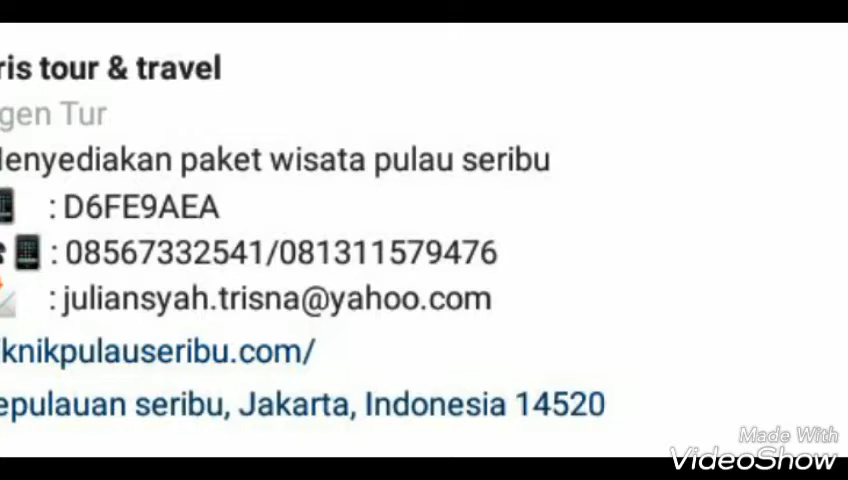 ris tour & travel
gen Tur
enyediakan paket wisata pulau seribu
: D6FE9AEA
: 08567332541/081311579476
: juliansyah.trisna@yahoo.com
knikpulauseribu.com/
epulauan seribu, Jakarta, Indonesia 14520
Made With
VideoShow